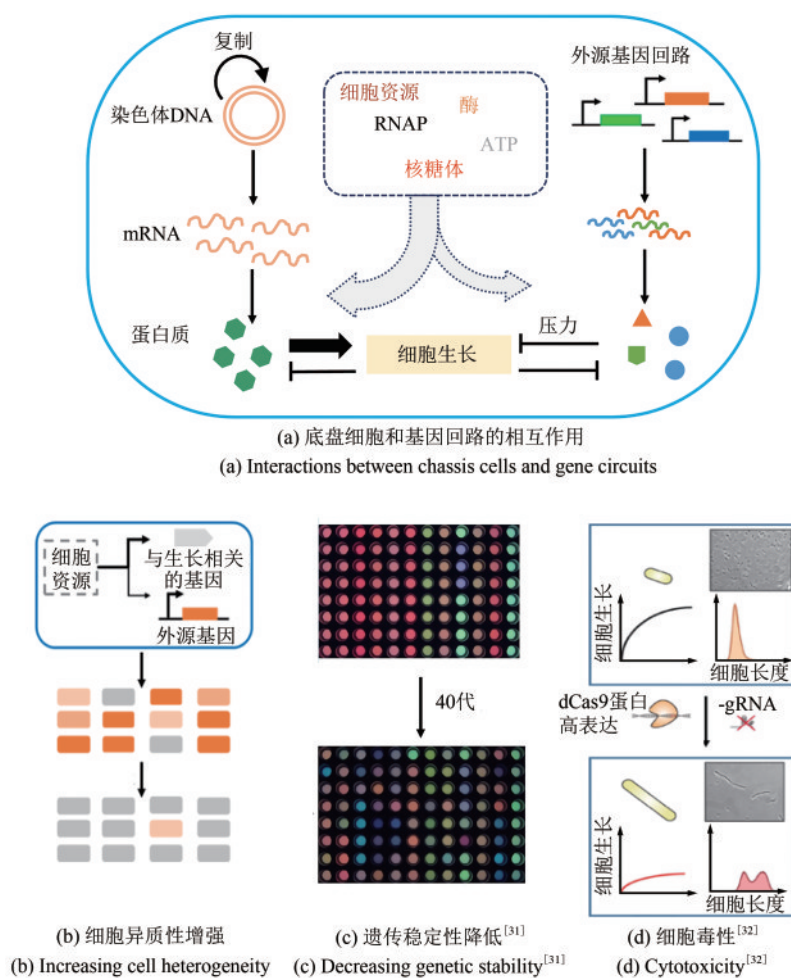 复制
染色体DNA
mRNA
蛋白质
细胞资源
酶
RNAP
ATP
核糖体
外源基因回路
细胞生长
压力
(a) 底盘细胞和基因回路的相互作用
(a) Interactions between chassis cells and gene circuits
细胞
资源
与生长相关
的基因
外源基因
(b) 细胞异质性增强
(b) Increasing cell heterogeneity
40代
(c) 遗传稳定性降低[31]
(c) Decreasing genetic stability[31]
细胞生长
细胞长度
dCas9蛋白
高表达
-gRNA
细胞生长
细胞长度
(d) 细胞毒性[32]
(d) Cytotoxicity[32]